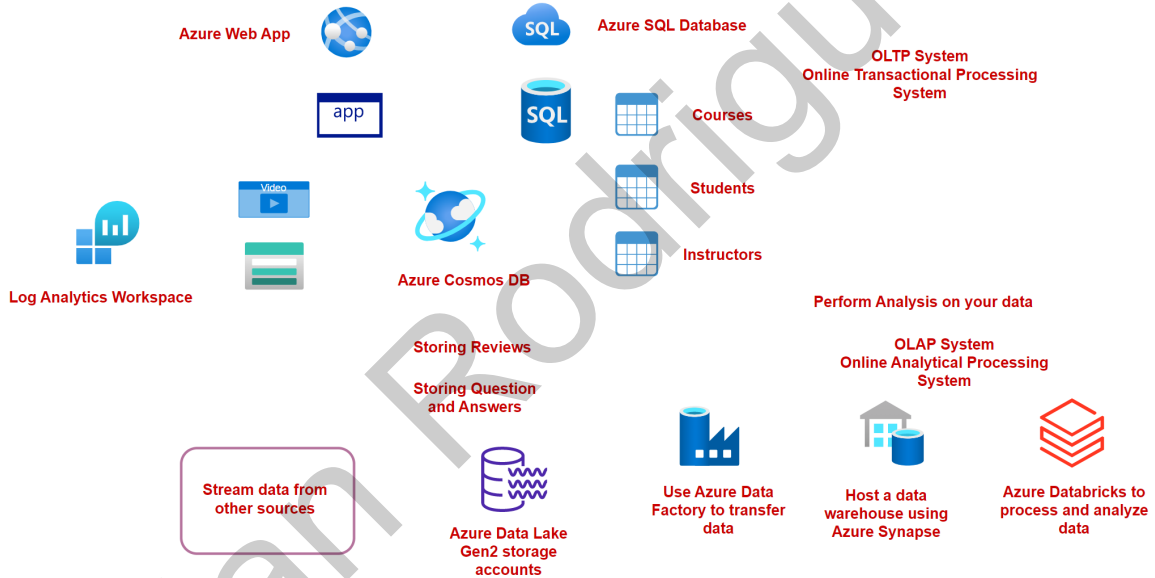 Azure Web App
SQL
Azure SQL Database
OLTP System
Online Transactional Processing
System
app
SQL
Courses
Video
Students
Instructors
Log Analytics Workspace
Azure Cosmos DB
Perform Analysis on your data
Storing Reviews
OLAP System
Online Analytical Processing
System
Storing Question
and Answers
Stream data from
other sources
Azure Data Lake
Gen2 storage
accounts
Use Azure Data
Factory to transfer
data
Host a data
warehouse using
Azure Synapse
Azure Databricks to
process and analyze
data
an Rodrigu